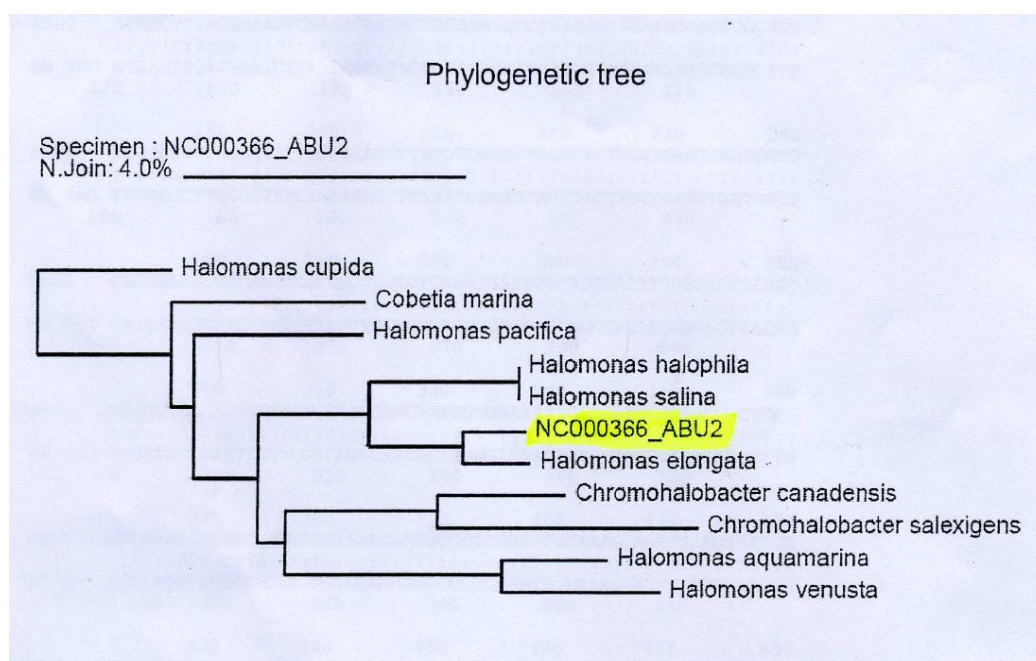 Phylogenetic tree
Specimen : NC000366_ABU2
N.Join: 4.0%
Halomonas cupida
Cobetia marina
Halomonas pacifica
Halomonas halophila
Halomonas salina
NC000366_ABU2
Halomonas elongata
Chromohalobacter canadensis
Chromohalobacter salexigens
Halomonas aquamarina
Halomonas venusta